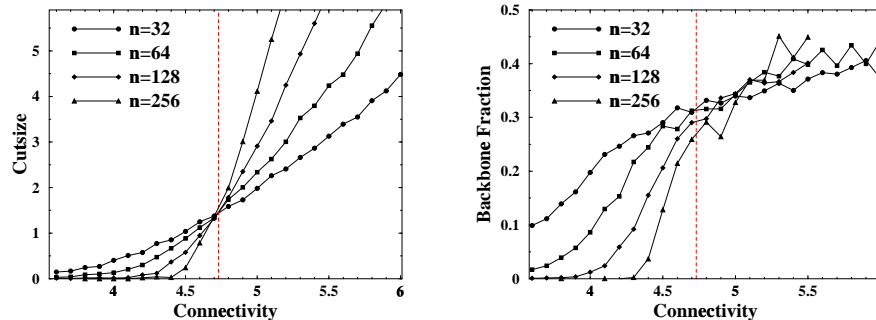 5
4
3
2
1
0
4
4.5
5
5.5
6
Cutsize
Connectivity
n=32
n=64
n=128
n=256
0.5
0.4
0.3
0.2
0.1
0
4
4.5
5
5.5
Backbone Fraction
Connectivity
n=32
n=64
n=128
n=256